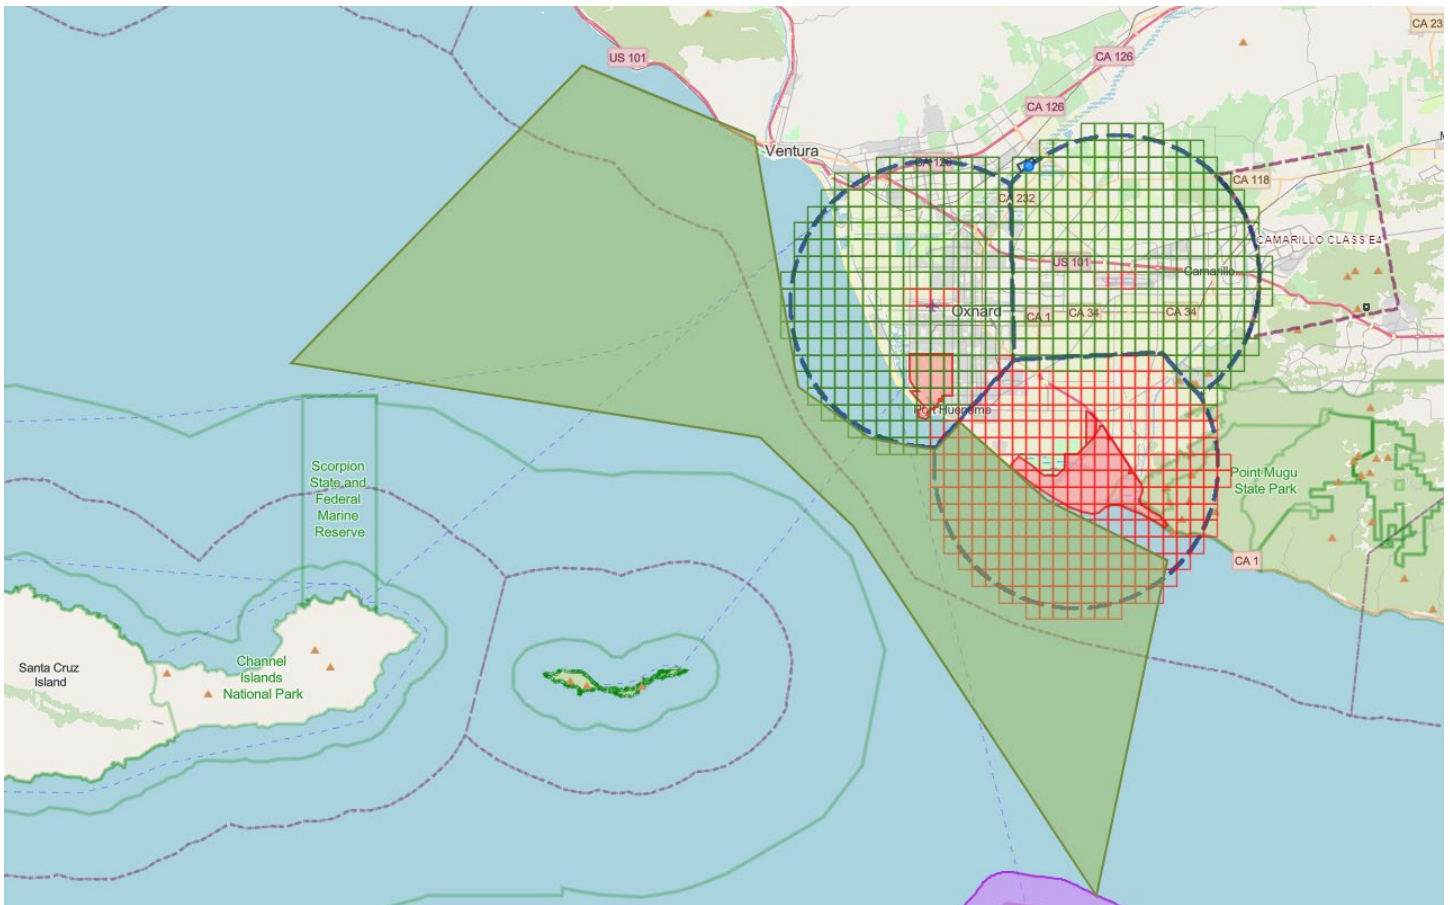 US 101
CA 126
CA 23
CA 126
Ventura
CA 126
CA 118
CA 232
CAMARILLO CLASS E4
US 101
Camarillo
Oxnard
CA 1
CA 34
CA 34
Port Hueneme
Scorpion
State and
Federal
Marine
Reserve
Point Mugu
State Park
CA 1
Santa Cruz
Island
Channel
Islands
National Park